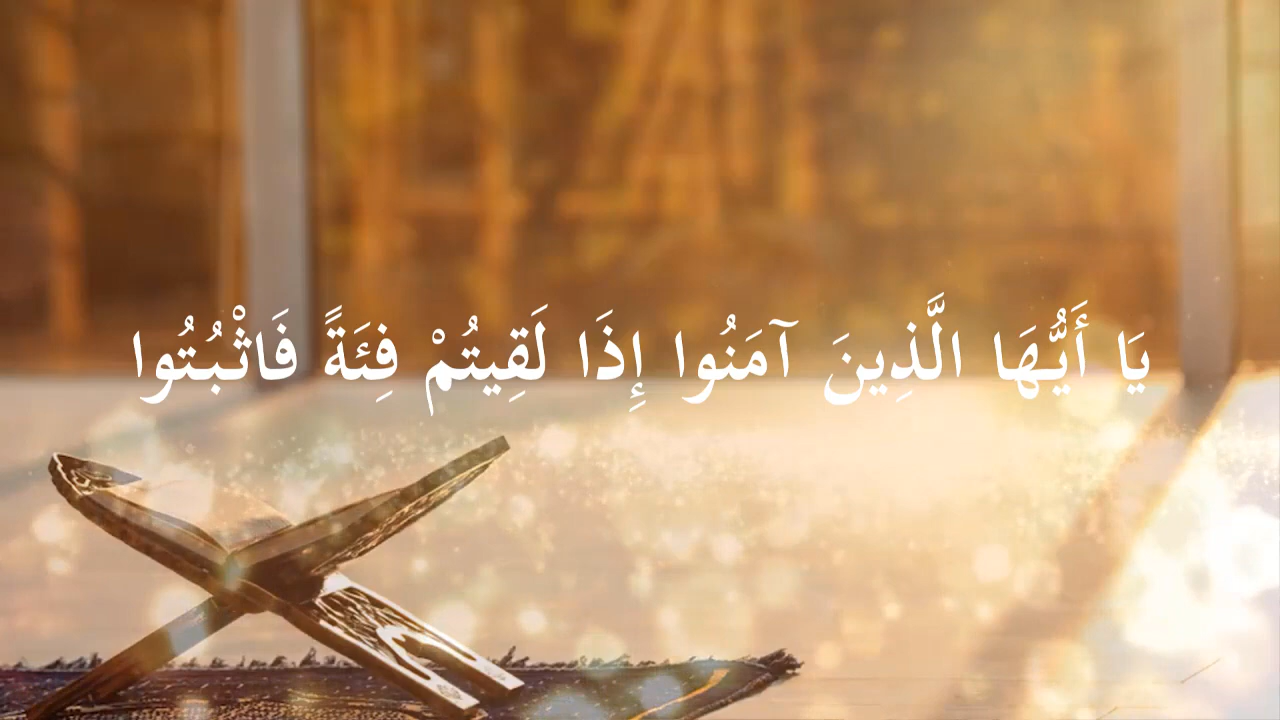 يَا أَيُّهَا الَّذِينَ آمَنُوا إِذَا لَقِيتُمْ فِئَةً فَاثْبُتُوا